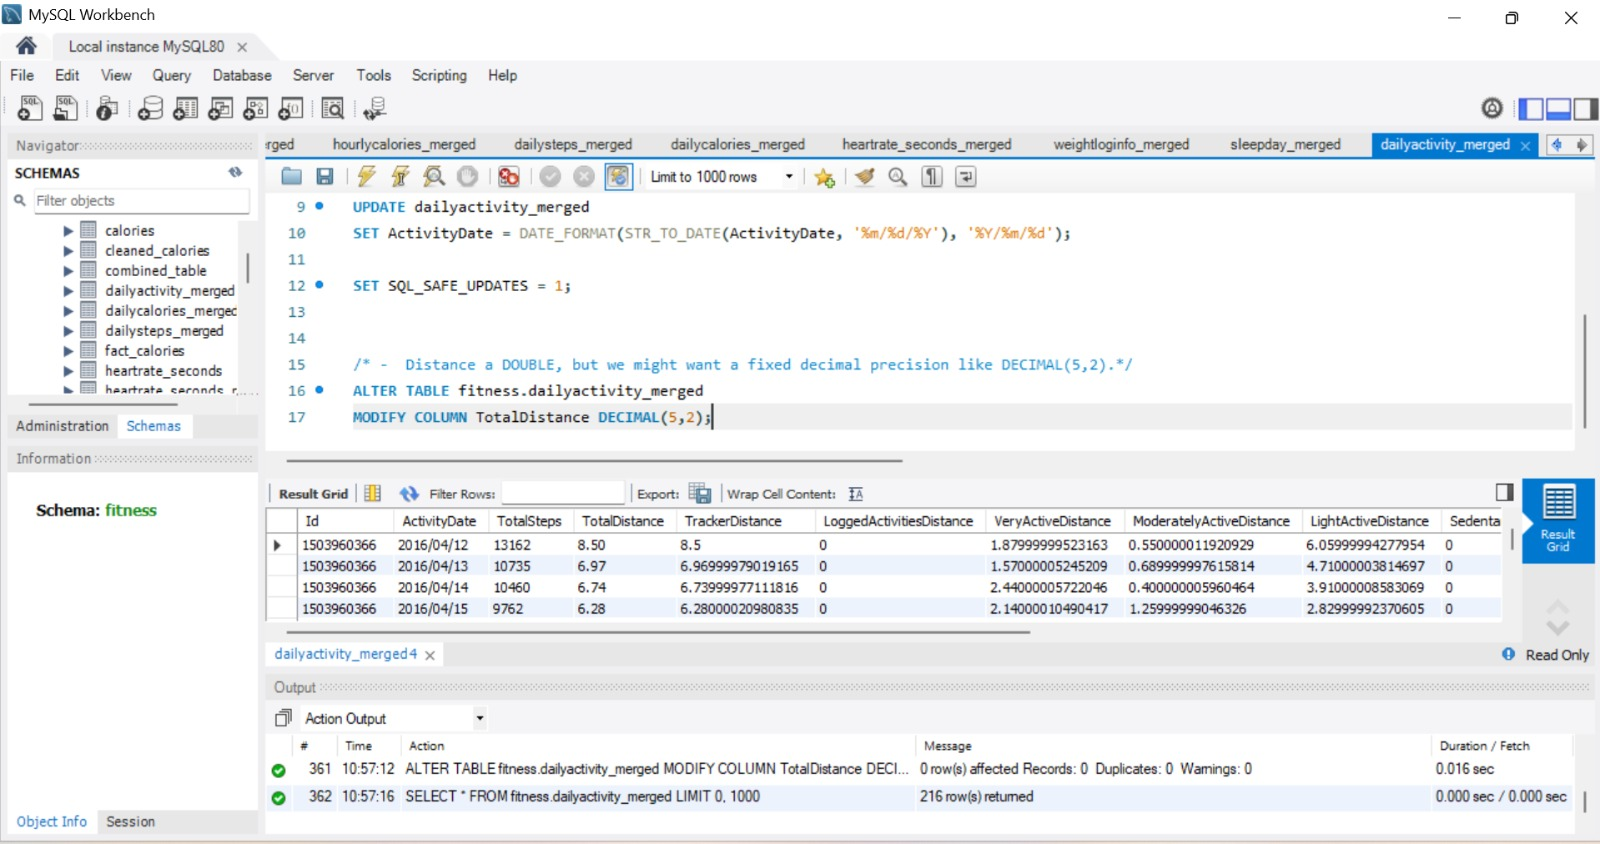 MySQL Workbench
Local instance MySQL80
File Edit View Query Database Server Tools Scripting Help
Navigator
SCHEMAS
Filter objects
calories
cleaned_calories
combined_table
dailyactivity_merged
dailycalories_merged
dailysteps_merged
fact_calories
heartrate_seconds
heartrate_seconds_r...
Administration Schemas
Information
Schema: fitness
Object Info Session
rged hourlycalories_merged dailysteps_merged dailycalories_merged heartrate_seconds_merged weightloginfo_merged sleepday_merged dailyactivity_merged
Limit to 1000 rows
9 UPDATE dailyactivity_merged
10 SET ActivityDate = DATE_FORMAT(STR_TO_DATE(ActivityDate, '%m/%d/%Y'), '%Y/%m/%d');
11
12 SET SQL_SAFE_UPDATES = 1;
13
14
15 /* - Distance a DOUBLE, but we might want a fixed decimal precision like DECIMAL(5,2).*/
16 ALTER TABLE fitness.dailyactivity_merged
17 MODIFY COLUMN TotalDistance DECIMAL(5,2);
Result Grid Filter Rows: Export: Wrap Cell Content:
Id ActivityDate TotalSteps TotalDistance TrackerDistance LoggedActivitiesDistance VeryActiveDistance ModeratelyActiveDistance LightActiveDistance Sedenta
1503960366 2016/04/12 13162 8.50 8.5 0 1.87999999523163 0.550000011920929 6.05999994277954 0
1503960366 2016/04/13 10735 6.97 6.96999979019165 0 1.57000005245209 0.689999997615814 4.71000003814697 0
1503960366 2016/04/14 10460 6.74 6.73999977111816 0 2.44000005722046 0.400000005960464 3.91000008583069 0
1503960366 2016/04/15 9762 6.28 6.28000020980835 0 2.14000010490417 1.25999999046326 2.82999992370605 0
Result
Grid
dailyactivity_merged4
Read Only
Output
Action Output
# Time Action Message Duration / Fetch
361 10:57:12 ALTER TABLE fitness.dailyactivity_merged MODIFY COLUMN TotalDistance DECI... 0 row(s) affected Records: 0 Duplicates: 0 Warnings: 0 0.016 sec
362 10:57:16 SELECT * FROM fitness.dailyactivity_merged LIMIT 0, 1000 216 row(s) returned 0.000 sec / 0.000 sec